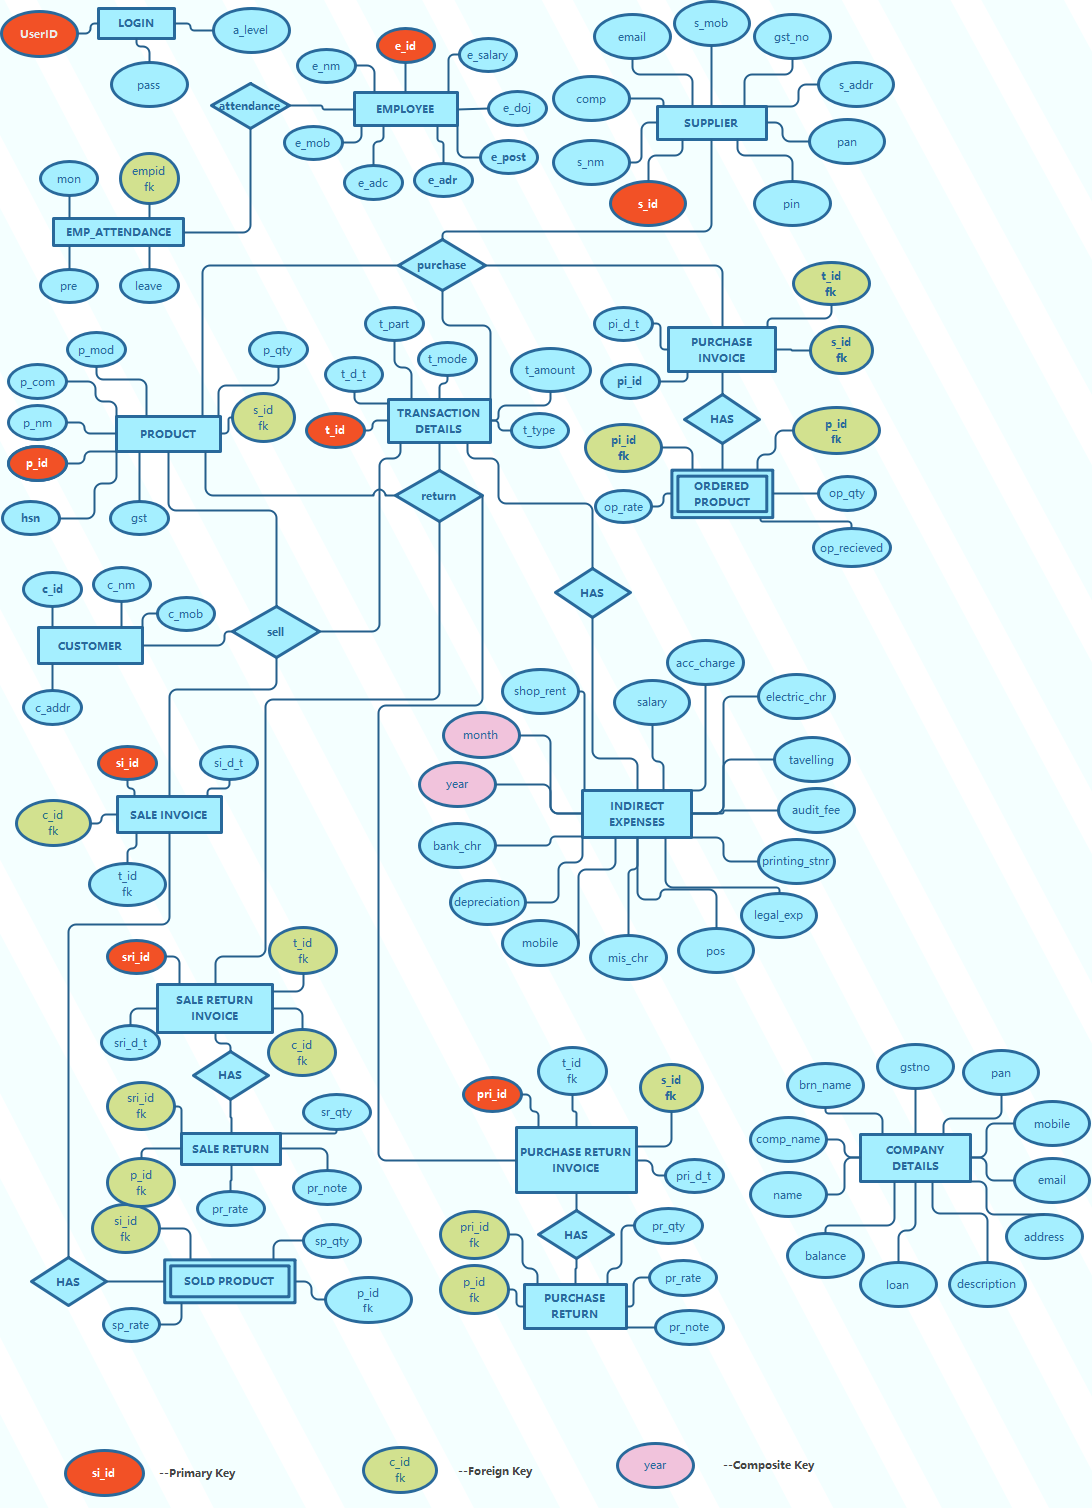 UserID
LOGIN
a_level
pass
attendance
e_nm
e_id
e_salary
EMPLOYEE
e_doj
e_mob
e_adc
e_adr
e_post
email
s_mob
gst_no
comp
s_addr
SUPPLIER
s_nm
pan
s_id
pin
mon
empid
fk
EMP_ATTENDANCE
pre
leave
purchase
t_id
fk
pi_d_t
PURCHASE
INVOICE
s_id
fk
pi_id
HAS
pi_id
fk
p_id
fk
ORDERED
PRODUCT
op_rate
op_qty
op_recieved
p_mod
p_qty
p_com
p_nm
s_id
fk
PRODUCT
p_id
hsn
gst
t_part
t_d_t
t_mode
t_amount
TRANSACTION
DETAILS
t_id
t_type
return
HAS
c_id
c_nm
c_mob
CUSTOMER
sell
c_addr
shop_rent
acc_charge
salary
electric_chr
month
year
tavelling
INDIRECT
EXPENSES
audit_fee
bank_chr
printing_stnr
depreciation
legal_exp
mobile
mis_chr
pos
si_id
si_d_t
c_id
fk
SALE INVOICE
t_id
fk
sri_id
t_id
fk
SALE RETURN
INVOICE
sri_d_t
c_id
fk
HAS
sri_id
fk
sr_qty
SALE RETURN
p_id
fk
pr_rate
pr_note
si_id
fk
sp_qty
HAS
SOLD PRODUCT
p_id
fk
sp_rate
t_id
fk
pri_id
s_id
fk
PURCHASE RETURN
INVOICE
pri_d_t
pri_id
fk
HAS
pr_qty
p_id
fk
pr_rate
PURCHASE
RETURN
pr_note
brn_name
gstno
pan
comp_name
mobile
COMPANY
DETAILS
name
email
balance
address
loan
description
si_id
--Primary Key
c_id
fk
--Foreign Key
year
--Composite Key